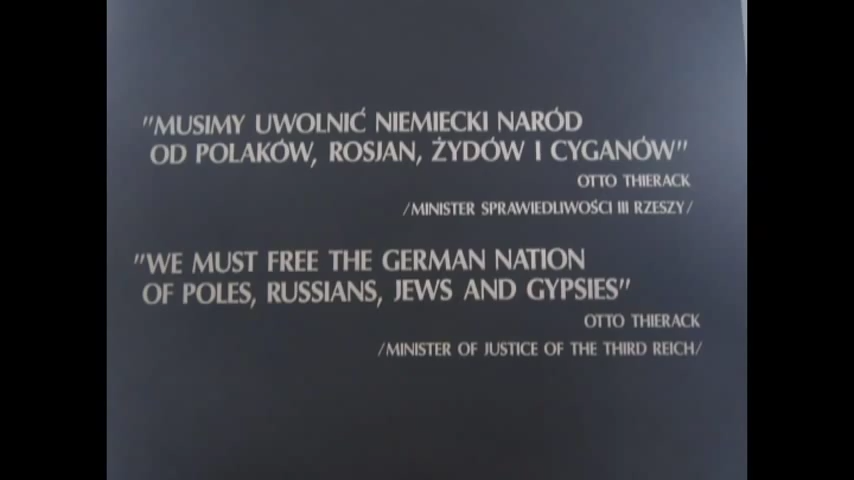 "MUSIMY UWOLNIĆ NIEMIECKI NARÓD
OD POLAKÓW, ROSJAN, ŻYDÓW I CYGANÓW"
OTTO THIERACK
/MINISTER SPRAWIEDLIWOŚCI III RZESZY/
"WE MUST FREE THE GERMAN NATION
OF POLES, RUSSIANS, JEWS AND GYPSIES"
OTTO THIERACK
/MINISTER OF JUSTICE OF THE THIRD REICH/